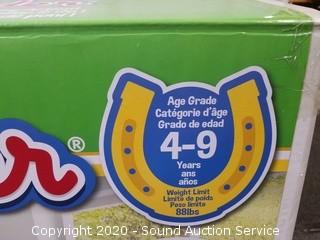 Age Grade
Catégorie d'âge
Grado de edad
4-9
Years
ans
años
Weight Limit
Limite de poids
Peso límite
88lbs
®
Copyright 2020 - Sound Auction Service